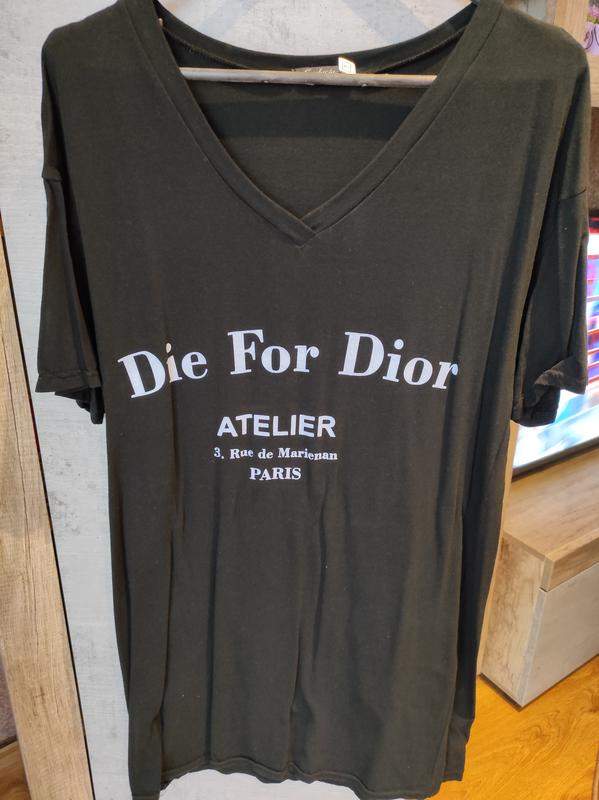 Die For Dior
ATELIER
3, Rue de Marienan
PARIS